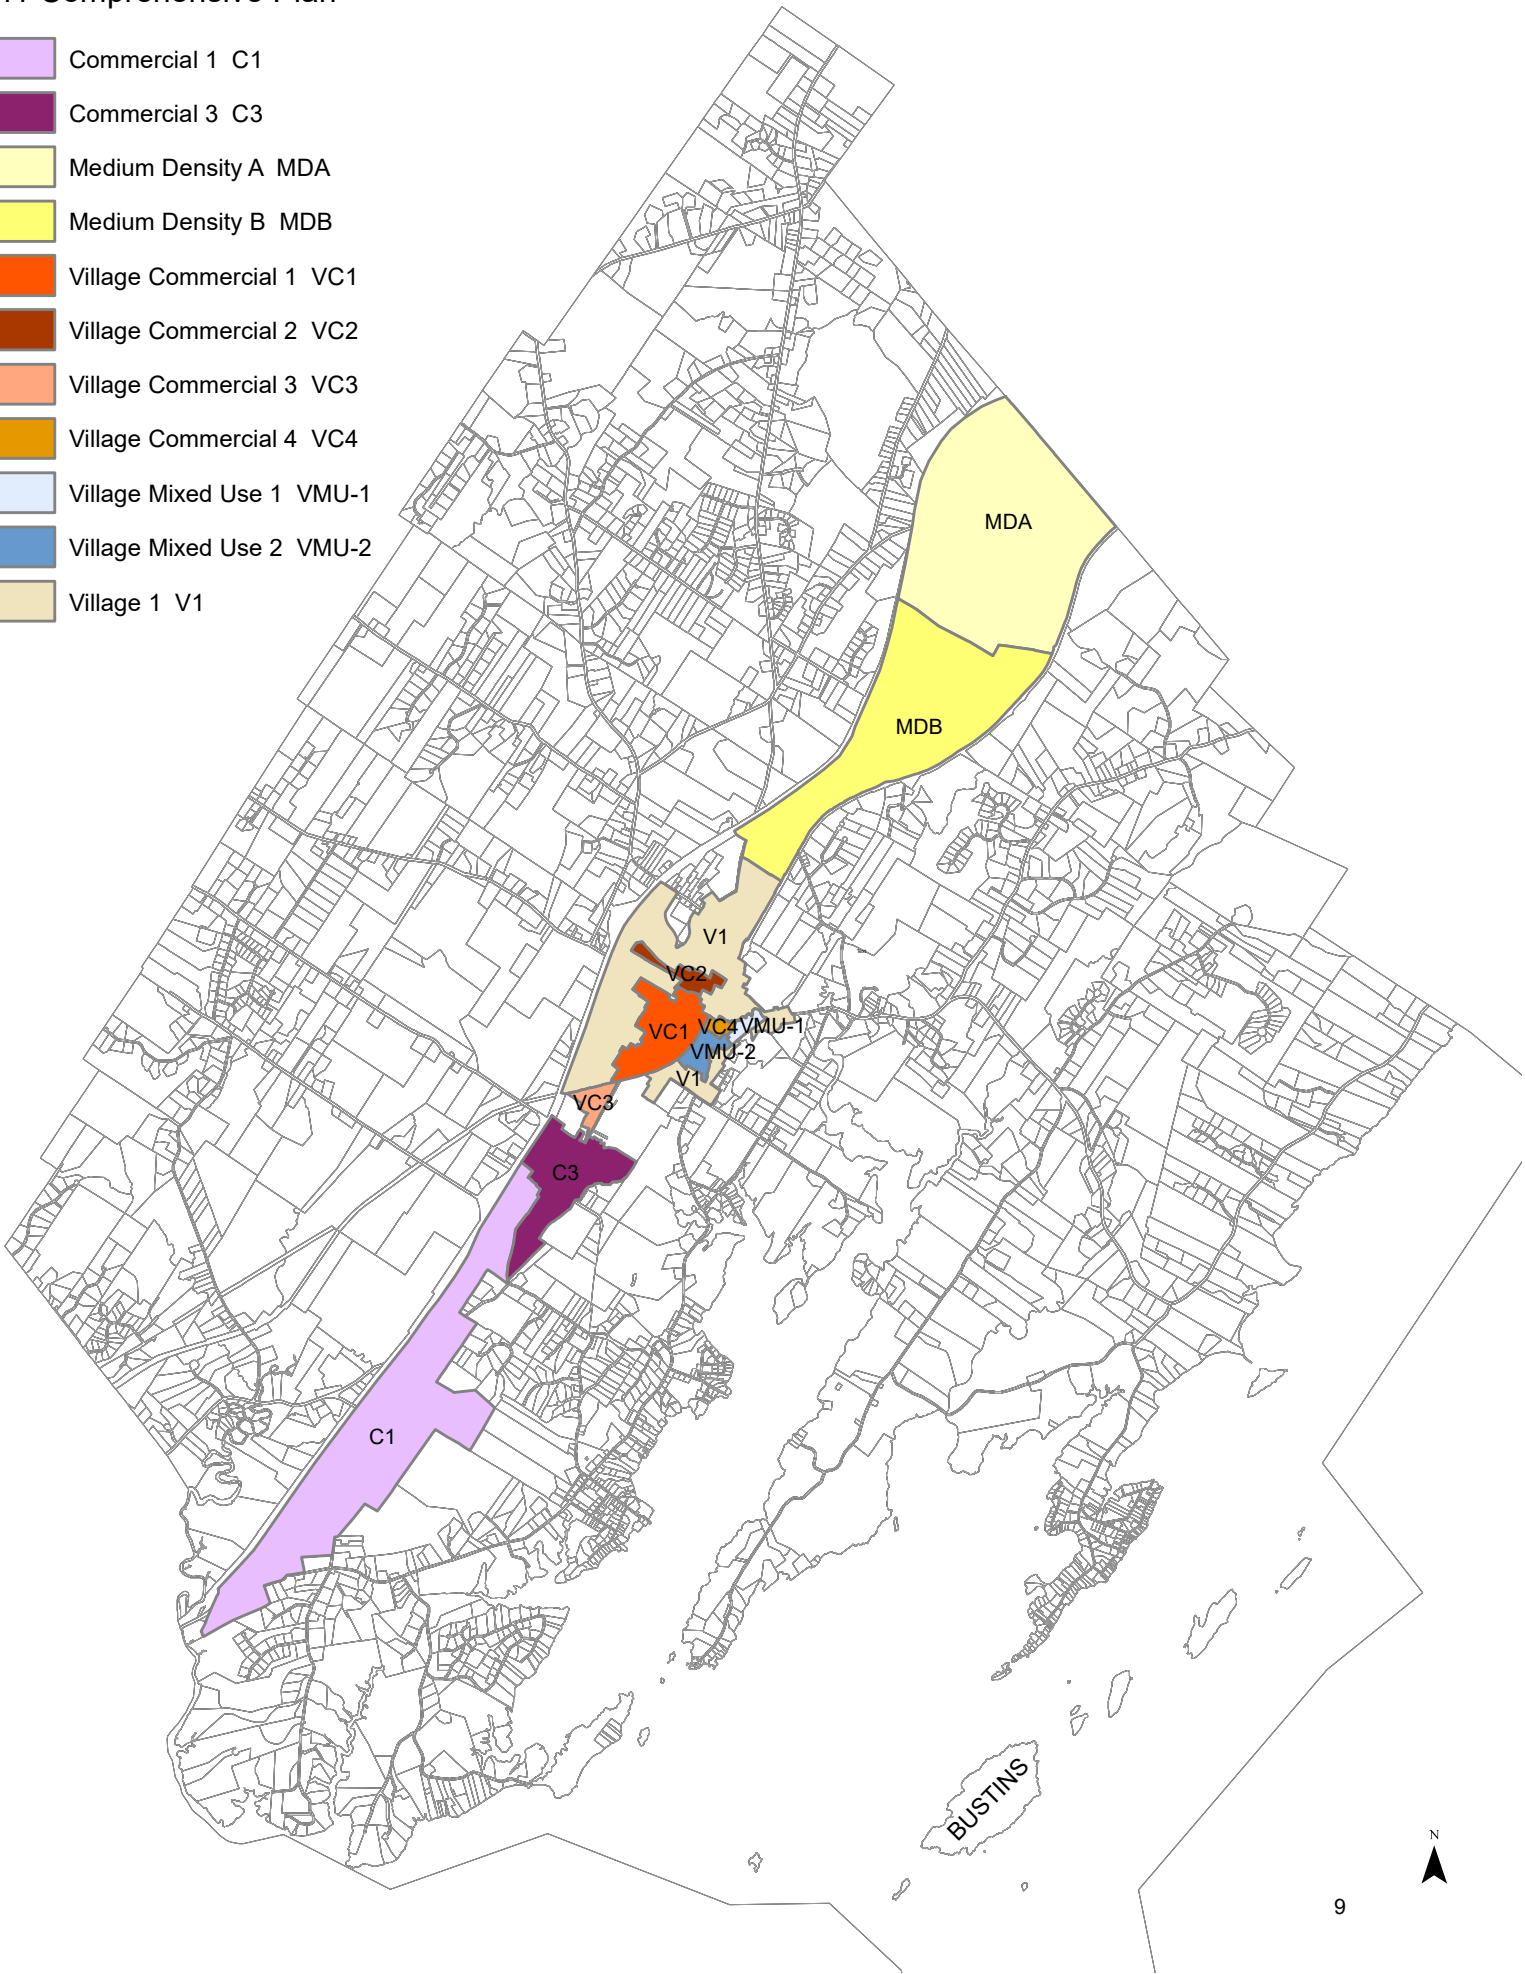 Comprehensive Plan
Commercial 1  C1
Commercial 3  C3
Medium Density A  MDA
Medium Density B  MDB
Village Commercial 1  VC1
Village Commercial 2  VC2
Village Commercial 3  VC3
Village Commercial 4  VC4
Village Mixed Use 1  VMU-1
Village Mixed Use 2  VMU-2
Village 1  V1
MDA
MDB
V1
VC2
VC1
VC4
VMU-1
VMU-2
V1
VC3
C3
C1
BUSTINS
N
9